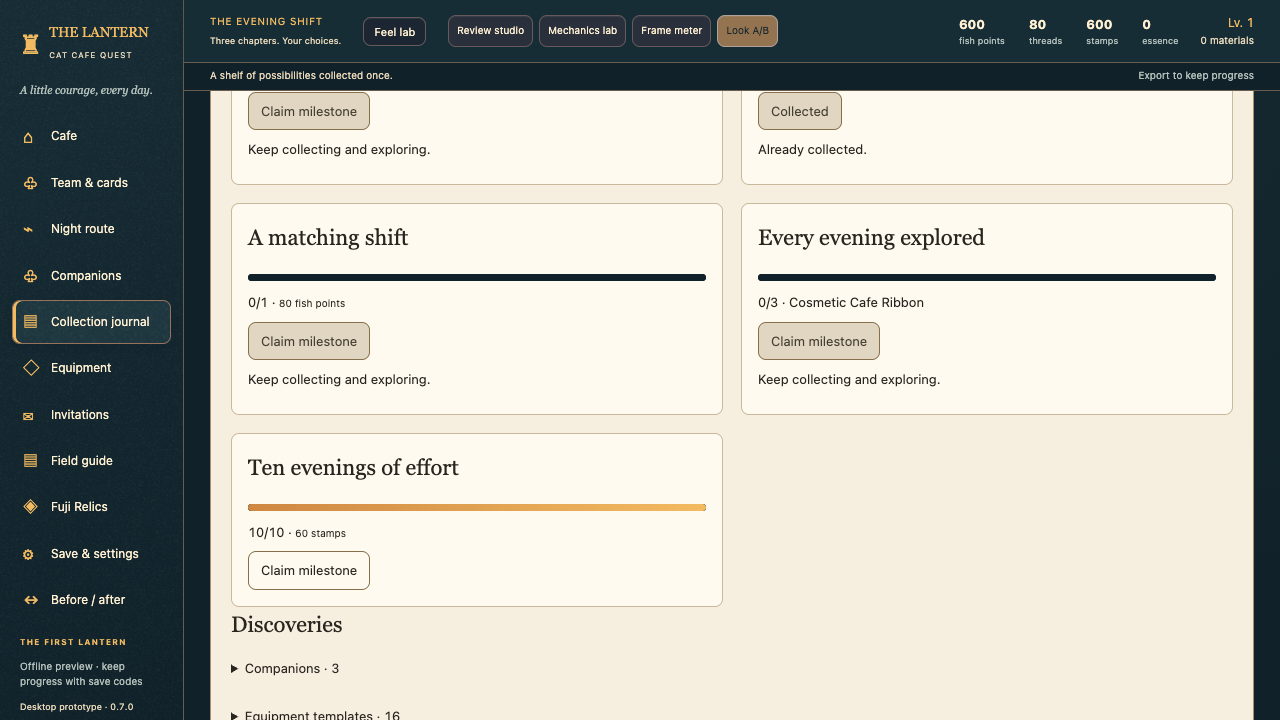 THE LANTERN
CAT CAFE QUEST
A little courage, every day.
Cafe
Team & cards
Night route
Companions
Collection journal
Equipment
Invitations
Field guide
Fuji Relics
Save & settings
Before / after
THE FIRST LANTERN
Offline preview · keep
progress with save codes
Desktop prototype · 0.7.0
THE EVENING SHIFT
Three chapters. Your choices.
Feel lab
Review studio
Mechanics lab
Frame meter
Look A/B
600
fish points
80
threads
600
stamps
0
essence
Lv. 1
0 materials
A shelf of possibilities collected once.
Export to keep progress
Claim milestone
Keep collecting and exploring.
Collected
Already collected.
A matching shift
0/1 · 80 fish points
Claim milestone
Keep collecting and exploring.
Every evening explored
0/3 · Cosmetic Cafe Ribbon
Claim milestone
Keep collecting and exploring.
Ten evenings of effort
10/10 · 60 stamps
Claim milestone
Discoveries
Companions · 3
Equipment templates · 16